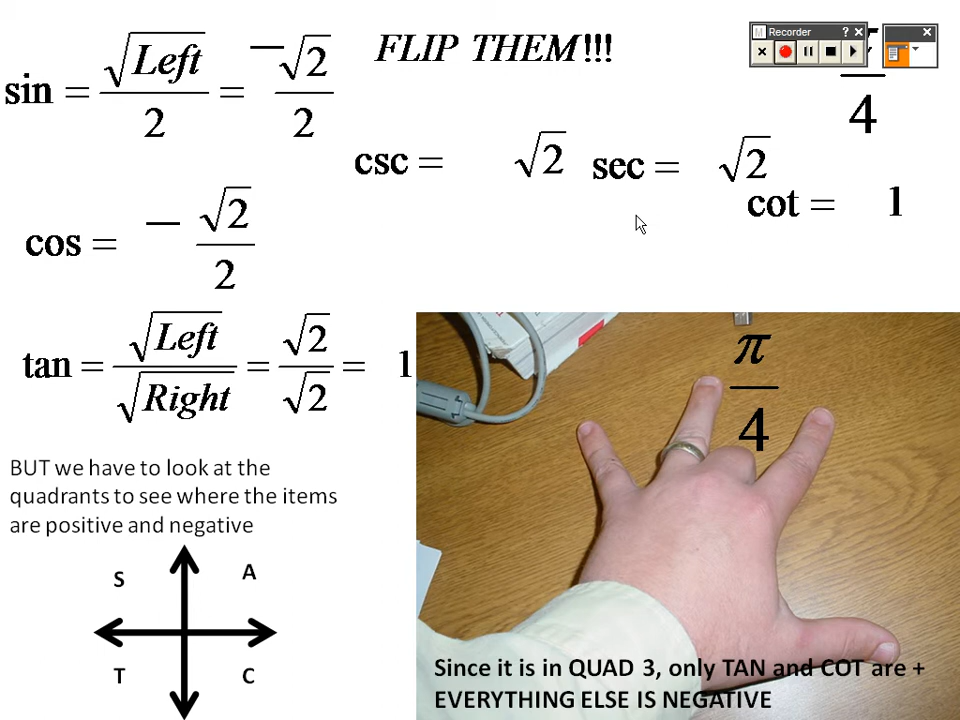 sin = √Left/2 = −√2/2
FLIP THEM!!!
Recorder
4
csc = √2
sec = √2
cot = 1
cos = − √2/2
tan = √Left/√Right = √2/√2 = 1
π/4
BUT we have to look at the
quadrants to see where the items
are positive and negative
S A
T C
Since it is in QUAD 3, only TAN and COT are +
EVERYTHING ELSE IS NEGATIVE